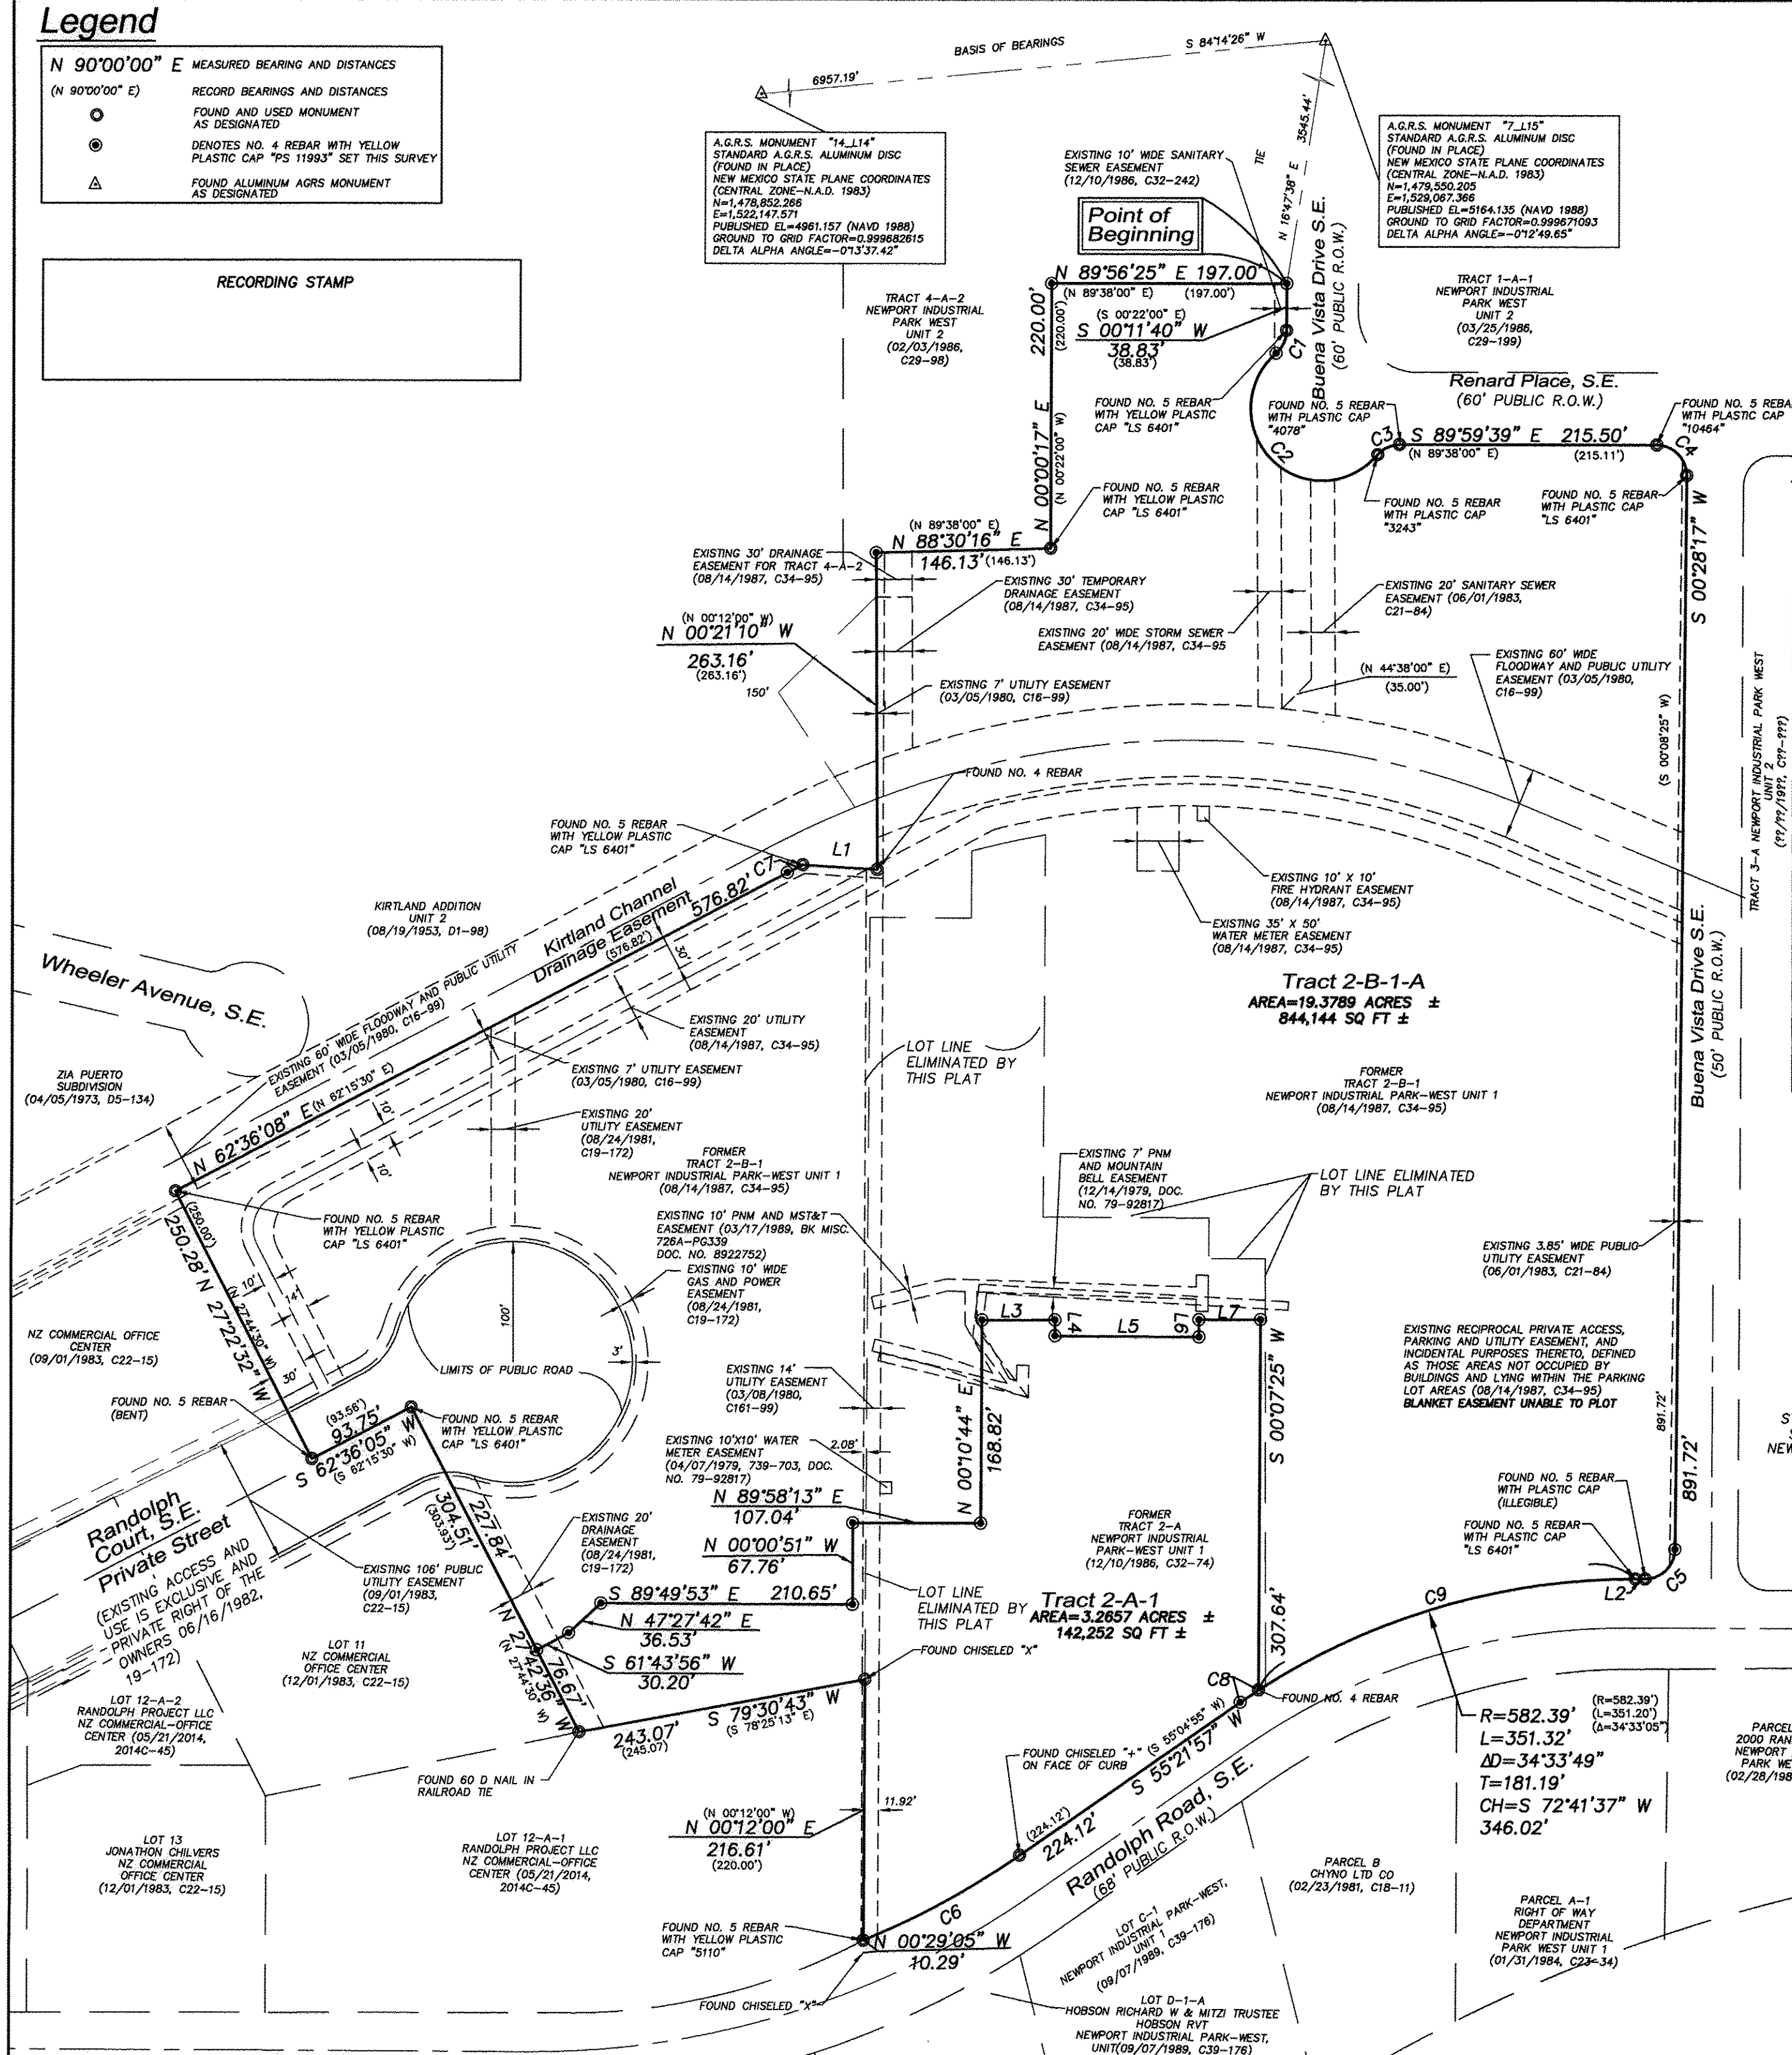 Legend
N 90°00'00" E MEASURED BEARING AND DISTANCES
(N 90°00'00" E) RECORD BEARINGS AND DISTANCES
FOUND AND USED MONUMENT
AS DESIGNATED
DENOTES NO. 4 REBAR WITH YELLOW
PLASTIC CAP "PS 11993" SET THIS SURVEY
FOUND ALUMINUM AGRS MONUMENT
AS DESIGNATED
RECORDING STAMP
BASIS OF BEARINGS
S 84°14'26" W
6957.19'
A.G.R.S. MONUMENT "14_L14"
STANDARD A.G.R.S. ALUMINUM DISC
(FOUND IN PLACE)
NEW MEXICO STATE PLANE COORDINATES
(CENTRAL ZONE-N.A.D. 1983)
N=1,478,852.266
E=1,522,147.571
PUBLISHED EL=4961.157 (NAVD 1988)
GROUND TO GRID FACTOR=0.999682615
DELTA ALPHA ANGLE=-0°13'37.42"
A.G.R.S. MONUMENT "7_L15"
STANDARD A.G.R.S. ALUMINUM DISC
(FOUND IN PLACE)
NEW MEXICO STATE PLANE COORDINATES
(CENTRAL ZONE-N.A.D. 1983)
N=1,479,550.205
E=1,529,067.366
PUBLISHED EL=5164.135 (NAVD 1988)
GROUND TO GRID FACTOR=0.999671093
DELTA ALPHA ANGLE=-0°12'49.65"
EXISTING 10' WIDE SANITARY
SEWER EASEMENT
(12/10/1986, C32-242)
TIE
N 16°47'38" E 3545.44'
Point of
Beginning
Buena Vista Drive S.E.
(60' PUBLIC R.O.W.)
N 89°56'25" E 197.00'
(N 89°38'00" E) (197.00')
(S 00°22'00" E)
S 00°11'40" W
38.83'
(38.83')
TRACT 4-A-2
NEWPORT INDUSTRIAL
PARK WEST
UNIT 2
(02/03/1986,
C29-98)
TRACT 1-A-1
NEWPORT INDUSTRIAL
PARK WEST
UNIT 2
(03/25/1986,
C29-199)
220.00'
(220.00')
N 00°00'17" E
(N 00°22'00" W)
C1
Renard Place, S.E.
(60' PUBLIC R.O.W.)
FOUND NO. 5 REBAR
WITH YELLOW PLASTIC
CAP "LS 6401"
FOUND NO. 5 REBAR
WITH PLASTIC CAP
"4078"
FOUND NO. 5 REBA
WITH PLASTIC CAP
"10464"
C2
C3
S 89°59'39" E 215.50'
(N 89°38'00" E) (215.11')
C4
FOUND NO. 5 REBAR
WITH YELLOW PLASTIC
CAP "LS 6401"
FOUND NO. 5 REBAR
WITH PLASTIC CAP
"3243"
FOUND NO. 5 REBAR
WITH PLASTIC CAP
"LS 6401"
S 00°28'17" W
(S 00°08'25" W)
(N 89°38'00" E)
N 88°30'16" E
146.13' (146.13')
EXISTING 30' DRAINAGE
EASEMENT FOR TRACT 4-A-2
(08/14/1987, C34-95)
EXISTING 30' TEMPORARY
DRAINAGE EASEMENT
(08/14/1987, C34-95)
EXISTING 20' SANITARY SEWER
EASEMENT (06/01/1983,
C21-84)
(N 00°12'00" W)
N 00°21'10" W
263.16'
(263.16')
150'
EXISTING 20' WIDE STORM SEWER
EASEMENT (08/14/1987, C34-95
(N 44°38'00" E)
(35.00')
EXISTING 60' WIDE
FLOODWAY AND PUBLIC UTILITY
EASEMENT (03/05/1980,
C16-99)
EXISTING 7' UTILITY EASEMENT
(03/05/1980, C16-99)
TRACT 3-A NEWPORT INDUSTRIAL PARK WEST
UNIT 2
(??/??/19??, C??-???)
FOUND NO. 4 REBAR
FOUND NO. 5 REBAR
WITH YELLOW PLASTIC
CAP "LS 6401"
L1
C7
576.82'
(576.82')
EXISTING 10' X 10'
FIRE HYDRANT EASEMENT
(08/14/1987, C34-95)
EXISTING 35' X 50'
WATER METER EASEMENT
(08/14/1987, C34-95)
KIRTLAND ADDITION
UNIT 2
(08/19/1953, D1-98)
Kirtland Channel
Drainage Easement
30'
Wheeler Avenue, S.E.
EXISTING 60' WIDE FLOODWAY AND PUBLIC UTILITY
EASEMENT (03/05/1980, C16-99)
Tract 2-B-1-A
AREA=19.3789 ACRES ±
844,144 SQ FT ±
Buena Vista Drive S.E.
(50' PUBLIC R.O.W.)
EXISTING 20' UTILITY
EASEMENT
(08/14/1987, C34-95)
LOT LINE
ELIMINATED BY
THIS PLAT
ZIA PUERTO
SUBDIVISION
(04/05/1973, D5-134)
EXISTING 7' UTILITY EASEMENT
(03/05/1980, C16-99)
FORMER
TRACT 2-B-1
NEWPORT INDUSTRIAL PARK-WEST UNIT 1
(08/14/1987, C34-95)
N 62°36'08" E (N 62°15'30" E)
10'
10'
EXISTING 20'
UTILITY EASEMENT
(08/24/1981,
C19-172)
FORMER
TRACT 2-B-1
NEWPORT INDUSTRIAL PARK-WEST UNIT 1
(08/14/1987, C34-95)
EXISTING 7' PNM
AND MOUNTAIN
BELL EASEMENT
(12/14/1979, DOC.
NO. 79-92817)
LOT LINE ELIMINATED
BY THIS PLAT
FOUND NO. 5 REBAR
WITH YELLOW PLASTIC
CAP "LS 6401"
EXISTING 10' PNM AND MST&T
EASEMENT (03/17/1989, BK MISC.
726A-PG339
DOC. NO. 8922752)
EXISTING 10' WIDE
GAS AND POWER
EASEMENT
(08/24/1981,
C19-172)
EXISTING 3.85' WIDE PUBLIC
UTILITY EASEMENT
(06/01/1983, C21-84)
(250.00')
250.28' N 27°22'32" W
(N 27°44'30" W)
10'
14'
30'
100'
3'
L3
L4
L5
L6
L7
NZ COMMERCIAL OFFICE
CENTER
(09/01/1983, C22-15)
LIMITS OF PUBLIC ROAD
EXISTING RECIPROCAL PRIVATE ACCESS,
PARKING AND UTILITY EASEMENT, AND
INCIDENTAL PURPOSES THERETO, DEFINED
AS THOSE AREAS NOT OCCUPIED BY
BUILDINGS AND LYING WITHIN THE PARKING
LOT AREAS (08/14/1987, C34-95)
BLANKET EASEMENT UNABLE TO PLOT
FOUND NO. 5 REBAR
(BENT)
(93.56')
93.75'
S 62°36'05" W
(S 62°15'30" W)
FOUND NO. 5 REBAR
WITH YELLOW PLASTIC
CAP "LS 6401"
EXISTING 14'
UTILITY EASEMENT
(03/08/1980,
C161-99)
N 00°10'44" E
168.82'
S 00°07'25" W
891.72'
891.72'
S
NEW
EXISTING 10'X10' WATER
METER EASEMENT
(04/07/1979, 739-703, DOC.
NO. 79-92817)
2.08'
N 89°58'13" E
107.04'
FOUND NO. 5 REBAR
WITH PLASTIC CAP
(ILLEGIBLE)
FOUND NO. 5 REBAR
WITH PLASTIC CAP
"LS 6401"
L2
C5
C9
Randolph
Court, S.E.
Private Street
(EXISTING ACCESS AND
USE IS EXCLUSIVE AND
PRIVATE RIGHT OF THE
OWNERS 06/16/1982,
19-172)
304.51'
(303.93')
227.84'
EXISTING 20'
DRAINAGE
EASEMENT
(08/24/1981,
C19-172)
N 00°00'51" W
67.76'
FORMER
TRACT 2-A
NEWPORT INDUSTRIAL
PARK-WEST UNIT 1
(12/10/1986, C32-74)
EXISTING 106' PUBLIC
UTILITY EASEMENT
(09/01/1983,
C22-15)
S 89°49'53" E 210.65'
LOT LINE
ELIMINATED BY
THIS PLAT
Tract 2-A-1
AREA=3.2657 ACRES ±
142,252 SQ FT ±
307.64'
N 47°27'42" E
36.53'
LOT 11
NZ COMMERCIAL
OFFICE CENTER
(12/01/1983, C22-15)
N 27°42'36" W
(N 27°44'30" W)
76.67'
S 61°43'56" W
30.20'
FOUND CHISELED "X"
S 79°30'43" W
(S 78°25'13" E)
243.07'
(245.07)
C8
FOUND NO. 4 REBAR
LOT 12-A-2
RANDOLPH PROJECT LLC
NZ COMMERCIAL-OFFICE
CENTER (05/21/2014,
2014C-45)
R=582.39' (R=582.39')
L=351.32' (L=351.20')
ΔD=34°33'49" (Δ=34°33'05")
T=181.19'
CH=S 72°41'37" W
346.02'
PARCEL
2000 RAN
NEWPORT
PARK WE
(02/28/198
FOUND CHISELED "+"
ON FACE OF CURB
(S 55°04'55" W)
S 55°21'57" W
(224.12')
224.12'
FOUND 60 D NAIL IN
RAILROAD TIE
11.92'
(N 00°12'00" W)
N 00°12'00" E
216.61'
(220.00')
Randolph Road, S.E.
(68' PUBLIC R.O.W.)
LOT 13
JONATHON CHILVERS
NZ COMMERCIAL
OFFICE CENTER
(12/01/1983, C22-15)
LOT 12-A-1
RANDOLPH PROJECT LLC
NZ COMMERCIAL-OFFICE
CENTER (05/21/2014,
2014C-45)
PARCEL B
CHYNO LTD CO
(02/23/1981, C18-11)
C6
FOUND NO. 5 REBAR
WITH YELLOW PLASTIC
CAP "5110"
N 00°29'05" W
10.29'
LOT C-1
NEWPORT INDUSTRIAL PARK-WEST,
UNIT 1
(09/07/1989, C39-176)
PARCEL A-1
RIGHT OF WAY
DEPARTMENT
NEWPORT INDUSTRIAL
PARK WEST UNIT 1
(01/31/1984, C23-34)
FOUND CHISELED "X"
LOT D-1-A
HOBSON RICHARD W & MITZI TRUSTEE
HOBSON RVT
NEWPORT INDUSTRIAL PARK-WEST,
UNIT(09/07/1989, C39-176)